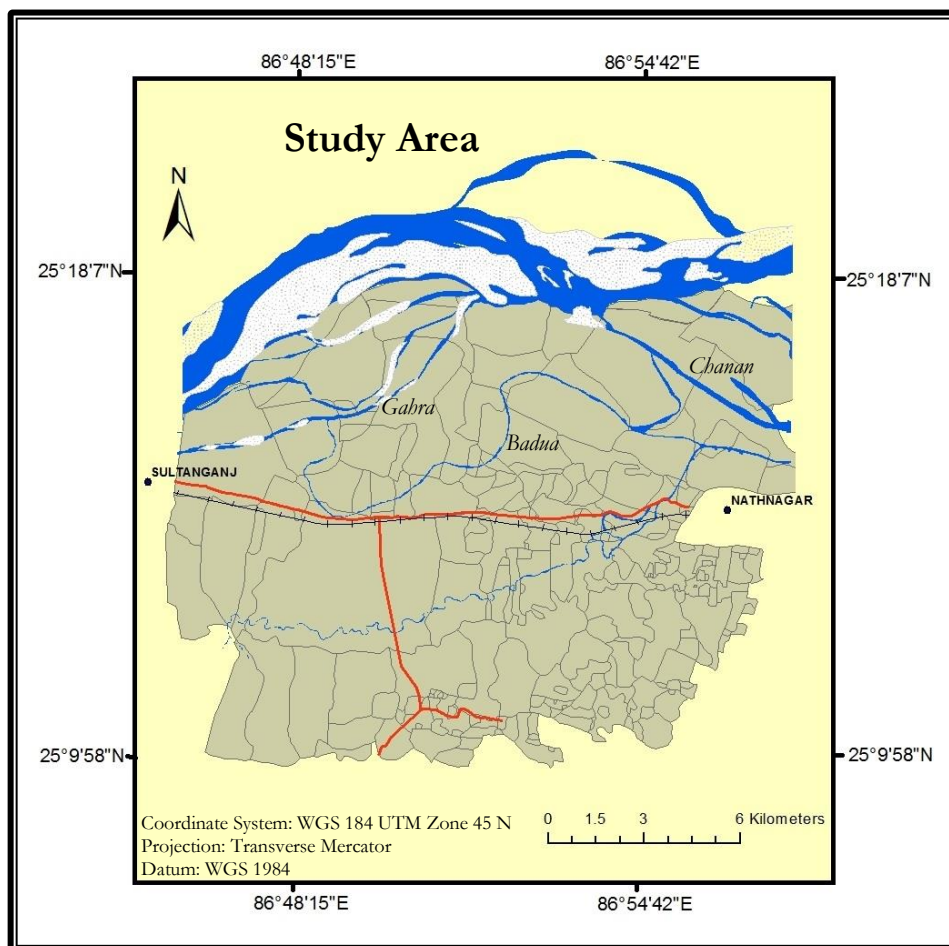 86°48'15"E 86°54'42"E
Study Area
N
25°18'7"N 25°18'7"N
Chanan
Gahra
Badua
SULTANGANJ
NATHNAGAR
25°9'58"N 25°9'58"N
Coordinate System: WGS 184 UTM Zone 45 N
Projection: Transverse Mercator
Datum: WGS 1984
0 1.5 3 6 Kilometers
86°48'15"E 86°54'42"E